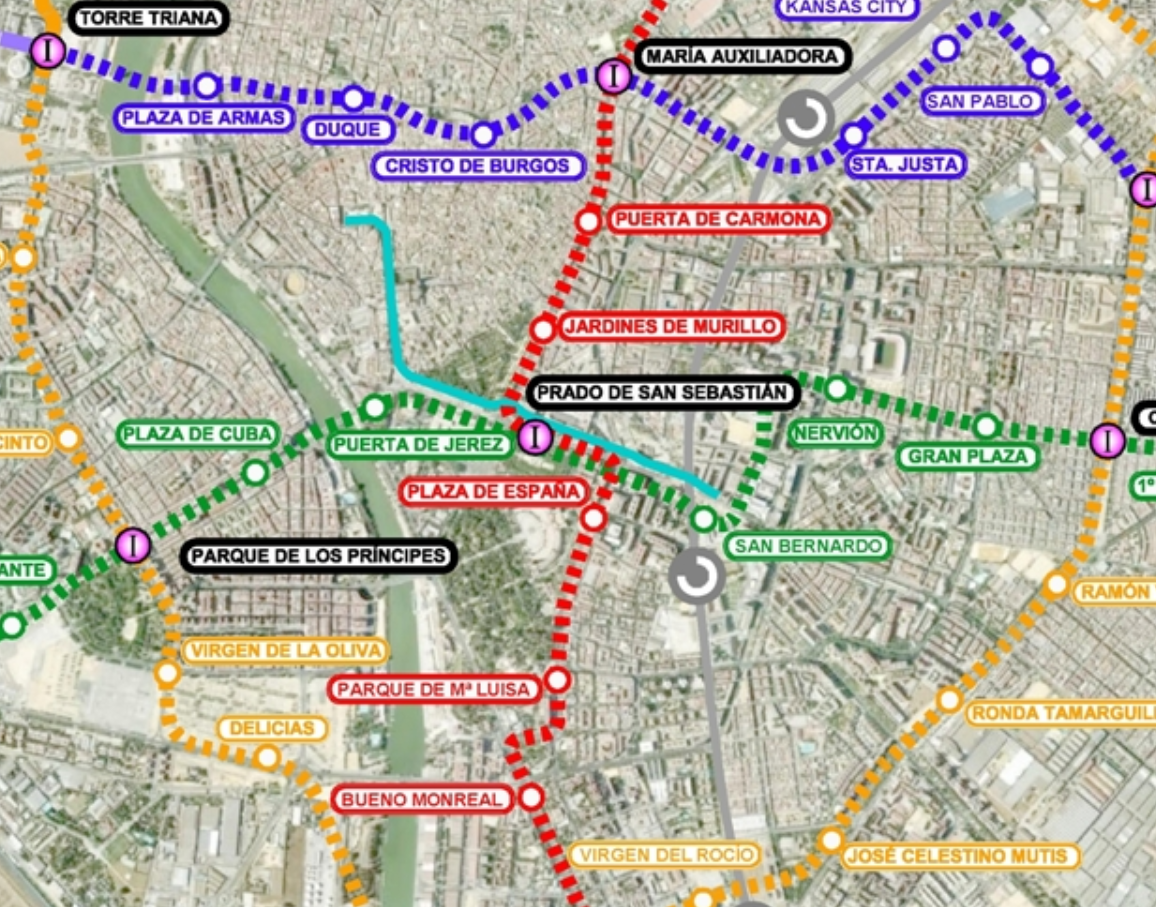 KANSAS CITY
TORRE TRIANA
MARÍA AUXILIADORA
I
I
PLAZA DE ARMAS
DUQUE
SAN PABLO
CRISTO DE BURGOS
STA. JUSTA
I
PUERTA DE CARMONA
JARDINES DE MURILLO
PRADO DE SAN SEBASTIÁN
PLAZA DE CUBA
PUERTA DE JEREZ
I
NERVIÓN
I
CINTO
GRAN PLAZA
PLAZA DE ESPAÑA
1º
I
PARQUE DE LOS PRÍNCIPES
SAN BERNARDO
ANTE
RAMÓN
VIRGEN DE LA OLIVA
PARQUE DE Mª LUISA
RONDA TAMARGUIL
DELICIAS
BUENO MONREAL
VIRGEN DEL ROCÍO
JOSÉ CELESTINO MUTIS